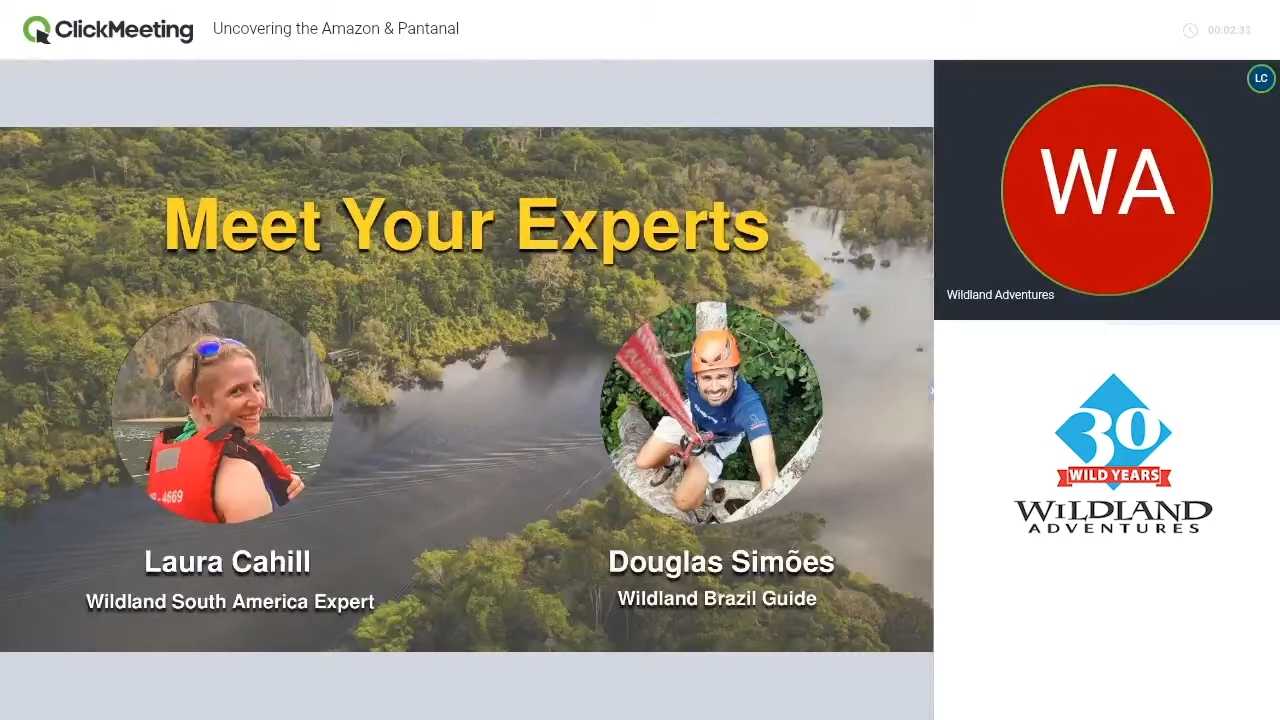 ClickMeeting
Uncovering the Amazon & Pantanal
00:02:31
LC
WA
Wildland Adventures
Meet Your Experts
Laura Cahill
Wildland South America Expert
Douglas Simões
Wildland Brazil Guide
30
WILD YEARS
WILDLAND
ADVENTURES